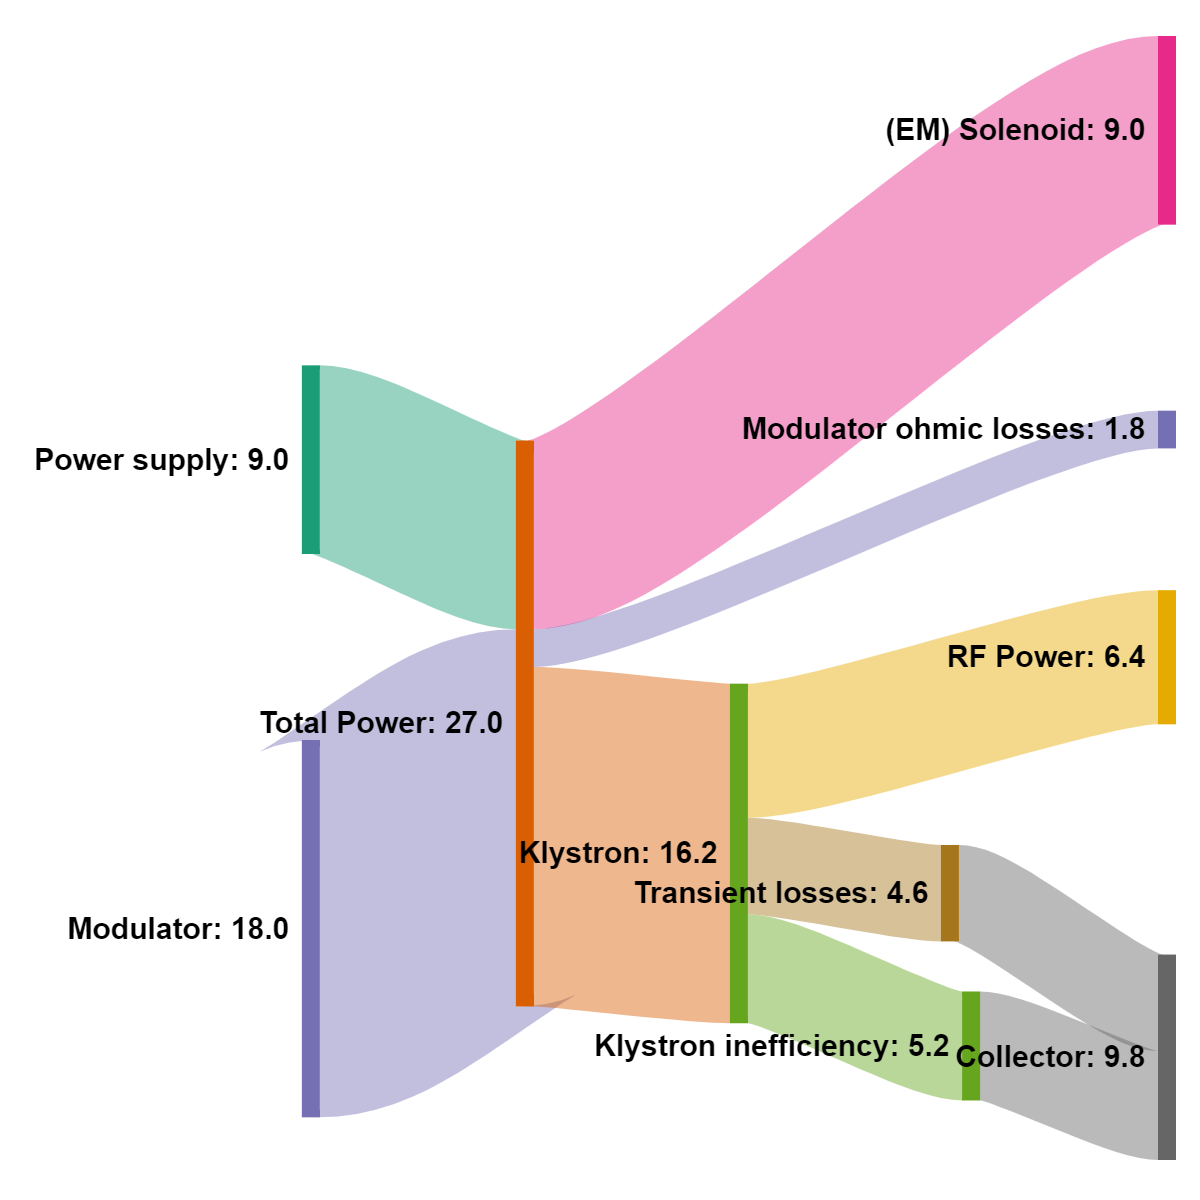 (EM) Solenoid: 9.0
Modulator ohmic losses: 1.8
Power supply: 9.0
RF Power: 6.4
Total Power: 27.0
Klystron: 16.2
Transient losses: 4.6
Modulator: 18.0
Klystron inefficiency: 5.2
Collector: 9.8